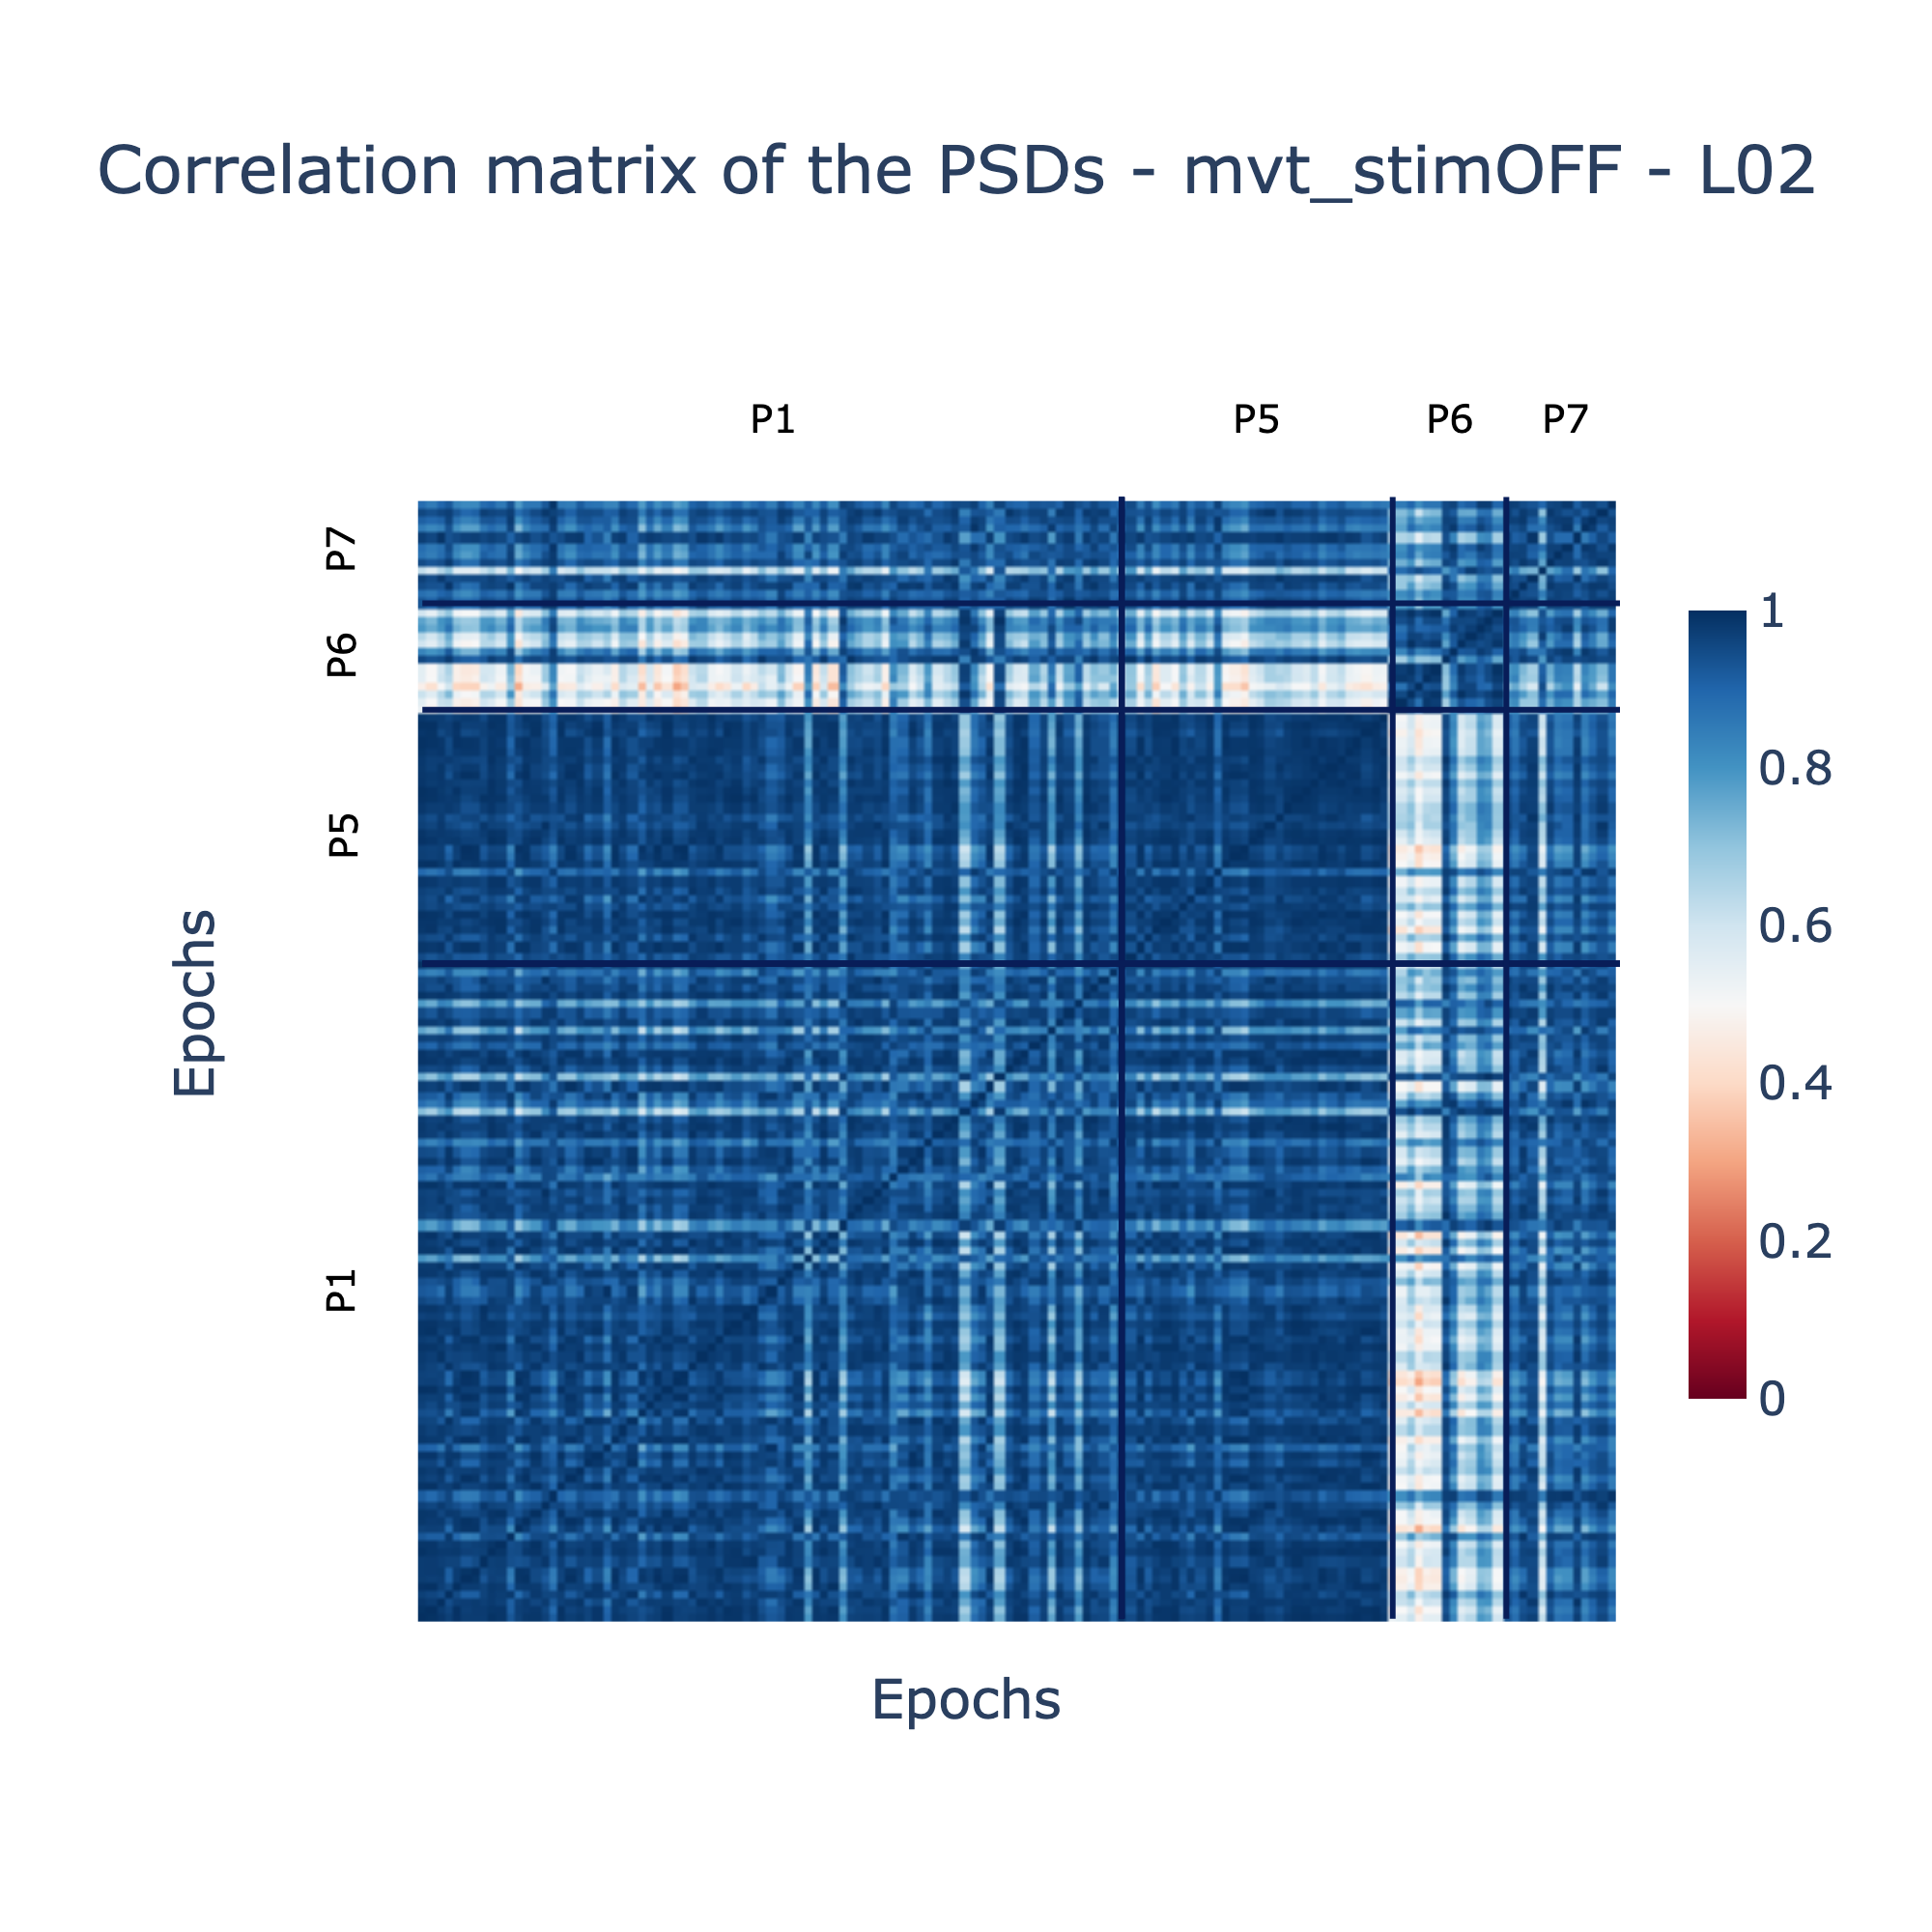 Correlation matrix of the PSDs - mvt_stimOFF - L02
P1
P5
P6
P7
P7
P6
P5
P1
Epochs
Epochs
1
0.8
0.6
0.4
0.2
0